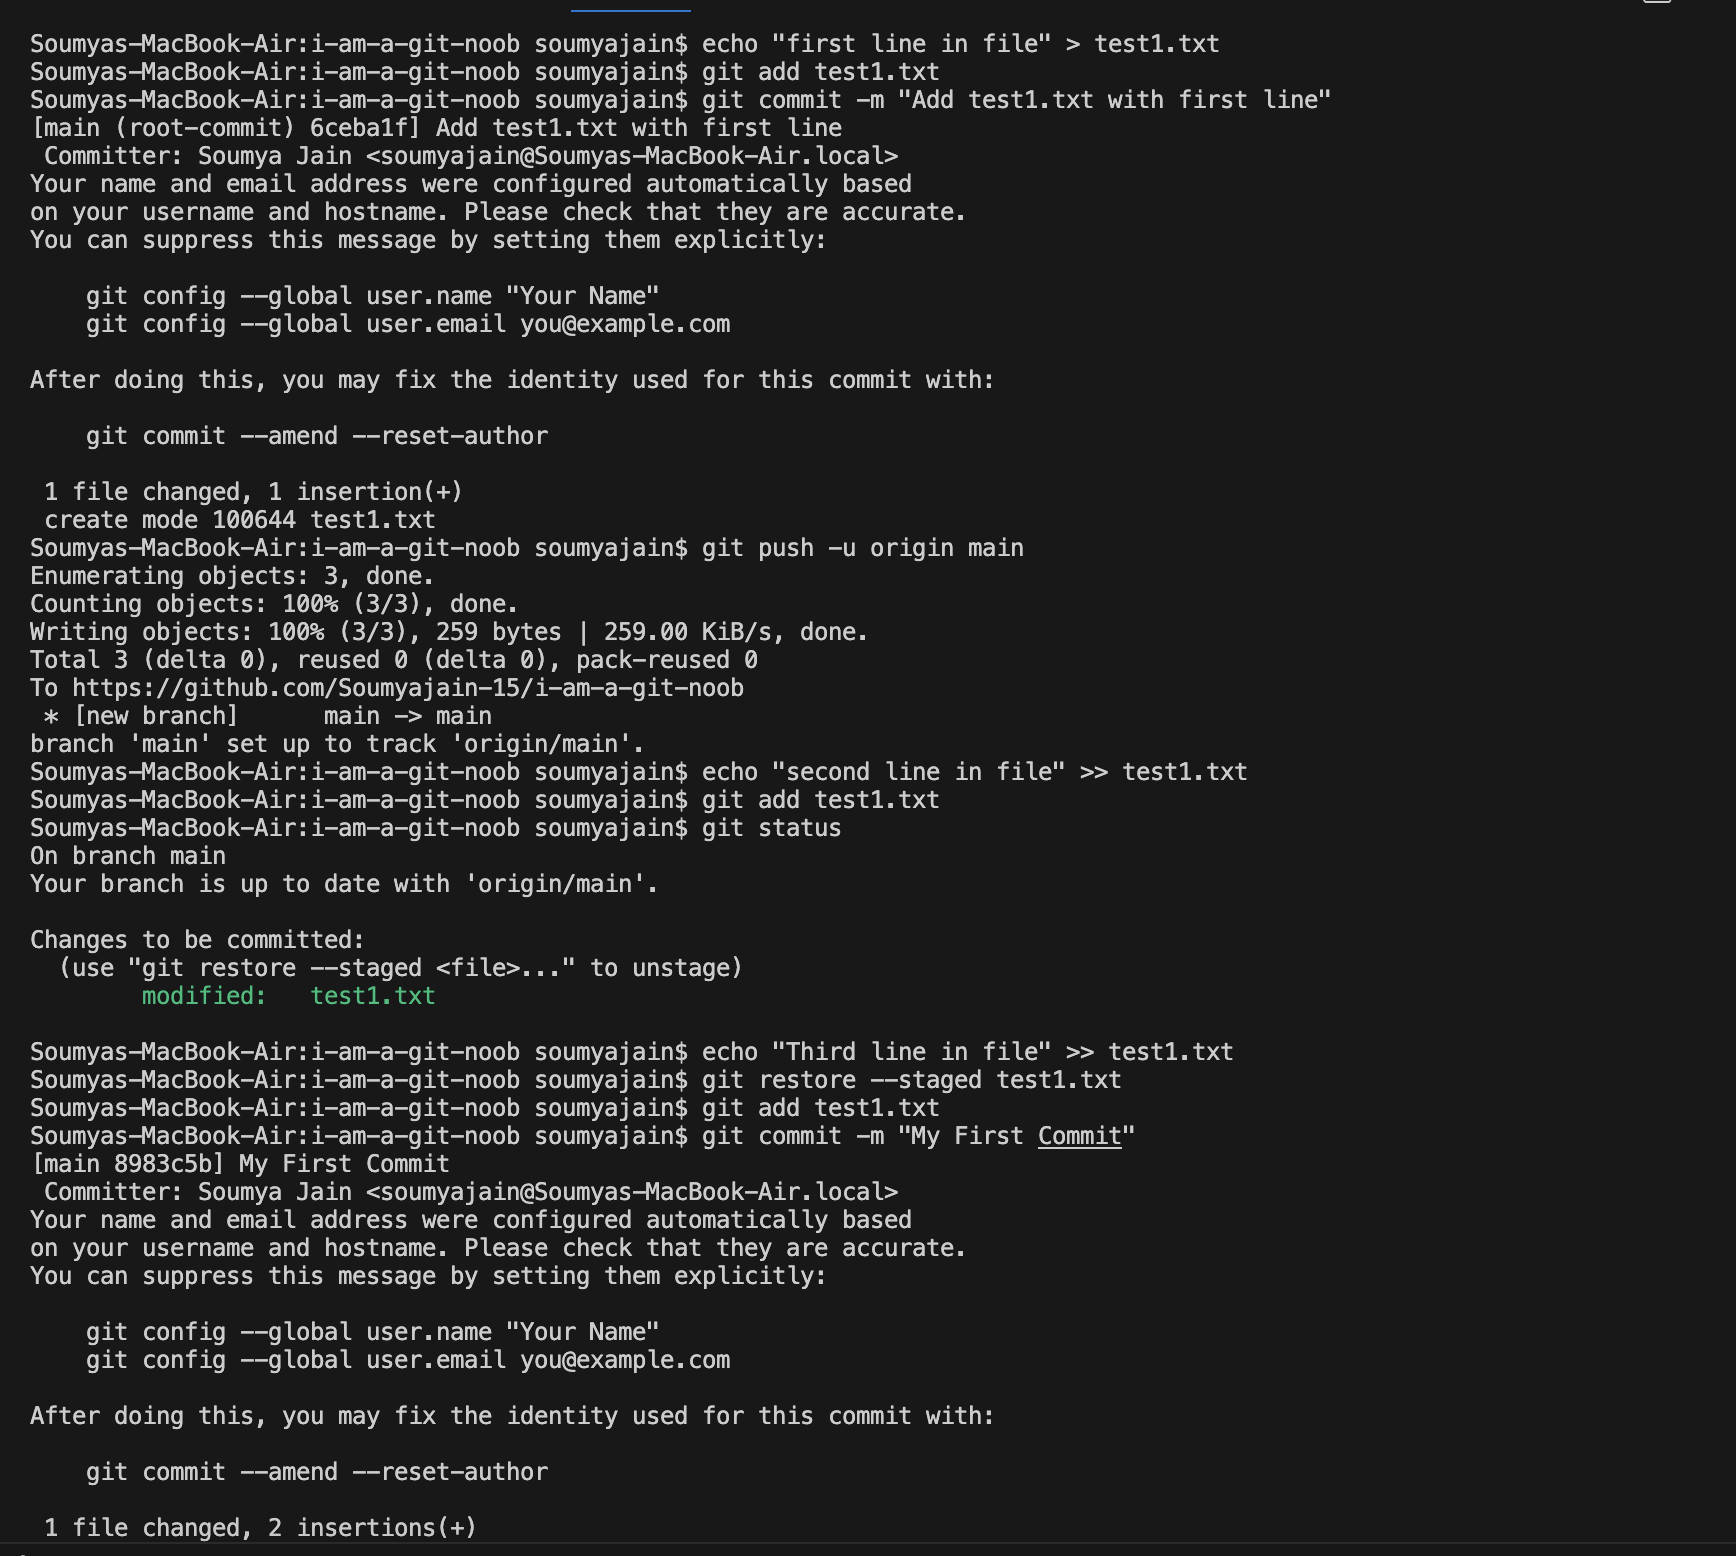 Soumyas-MacBook-Air:i-am-a-git-noob soumyajain$ echo "first line in file" > test1.txt
Soumyas-MacBook-Air:i-am-a-git-noob soumyajain$ git add test1.txt
Soumyas-MacBook-Air:i-am-a-git-noob soumyajain$ git commit -m "Add test1.txt with first line"
[main (root-commit) 6ceba1f] Add test1.txt with first line
 Committer: Soumya Jain <soumyajain@Soumyas-MacBook-Air.local>
Your name and email address were configured automatically based
on your username and hostname. Please check that they are accurate.
You can suppress this message by setting them explicitly:

    git config --global user.name "Your Name"
    git config --global user.email you@example.com

After doing this, you may fix the identity used for this commit with:

    git commit --amend --reset-author

 1 file changed, 1 insertion(+)
 create mode 100644 test1.txt
Soumyas-MacBook-Air:i-am-a-git-noob soumyajain$ git push -u origin main
Enumerating objects: 3, done.
Counting objects: 100% (3/3), done.
Writing objects: 100% (3/3), 259 bytes | 259.00 KiB/s, done.
Total 3 (delta 0), reused 0 (delta 0), pack-reused 0
To https://github.com/Soumyajain-15/i-am-a-git-noob
 * [new branch]      main -> main
branch 'main' set up to track 'origin/main'.
Soumyas-MacBook-Air:i-am-a-git-noob soumyajain$ echo "second line in file" >> test1.txt
Soumyas-MacBook-Air:i-am-a-git-noob soumyajain$ git add test1.txt
Soumyas-MacBook-Air:i-am-a-git-noob soumyajain$ git status
On branch main
Your branch is up to date with 'origin/main'.

Changes to be committed:
  (use "git restore --staged <file>..." to unstage)
        modified:   test1.txt

Soumyas-MacBook-Air:i-am-a-git-noob soumyajain$ echo "Third line in file" >> test1.txt
Soumyas-MacBook-Air:i-am-a-git-noob soumyajain$ git restore --staged test1.txt
Soumyas-MacBook-Air:i-am-a-git-noob soumyajain$ git add test1.txt
Soumyas-MacBook-Air:i-am-a-git-noob soumyajain$ git commit -m "My First Commit"
[main 8983c5b] My First Commit
 Committer: Soumya Jain <soumyajain@Soumyas-MacBook-Air.local>
Your name and email address were configured automatically based
on your username and hostname. Please check that they are accurate.
You can suppress this message by setting them explicitly:

    git config --global user.name "Your Name"
    git config --global user.email you@example.com

After doing this, you may fix the identity used for this commit with:

    git commit --amend --reset-author

 1 file changed, 2 insertions(+)